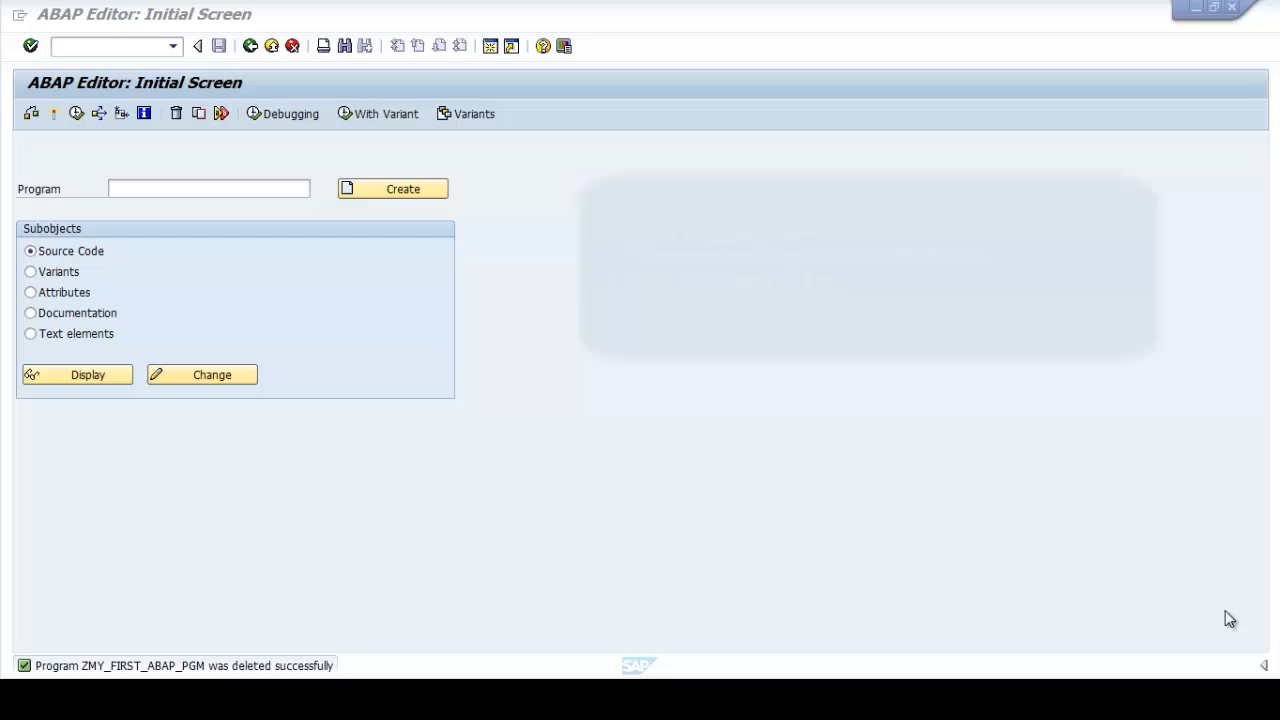 ABAP Editor: Initial Screen
ABAP Editor: Initial Screen
Debugging With Variant Variants
Program Create
Subobjects
Source Code
Variants
Attributes
Documentation
Text elements
Display Change
Program ZMY_FIRST_ABAP_PGM was deleted successfully SAP